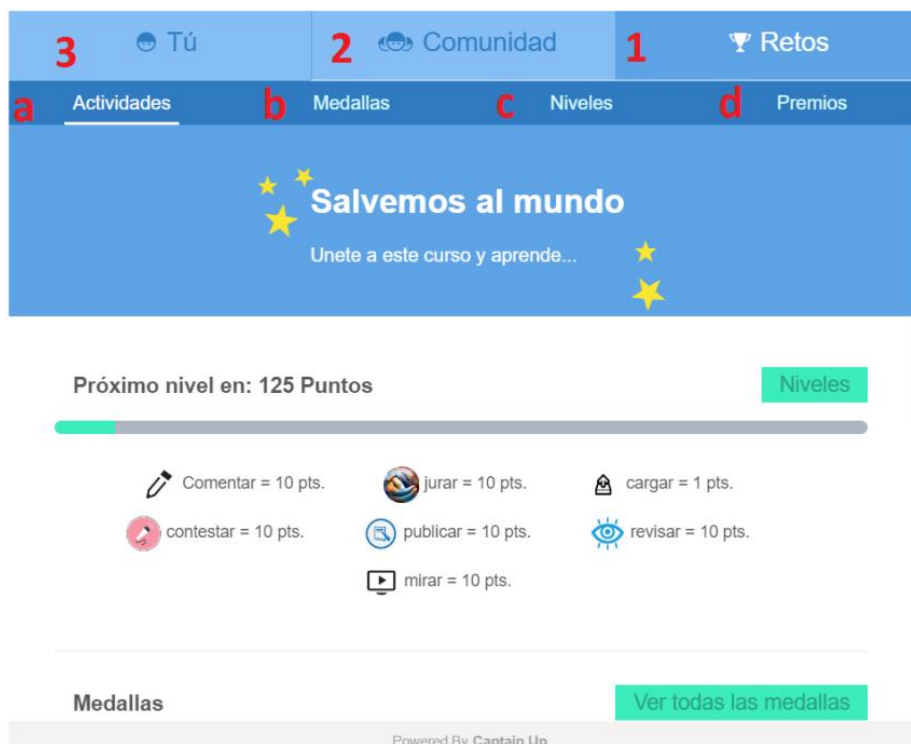 3 Tú 2 Comunidad 1 Retos
a Actividades b Medallas c Niveles d Premios
Salvemos al mundo
Unete a este curso y aprende...
Próximo nivel en: 125 Puntos Niveles
Comentar = 10 pts. jurar = 10 pts. cargar = 1 pts.
contestar = 10 pts. publicar = 10 pts. revisar = 10 pts.
mirar = 10 pts.
Medallas Ver todas las medallas
Powered By Captain Up